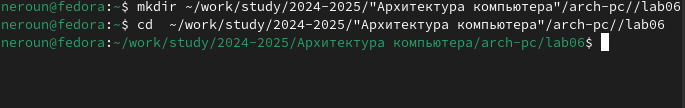 neroun@fedora:~$ mkdir ~/work/study/2024-2025/"Архитектура компьютера"/arch-pc//lab06
neroun@fedora:~$ cd  ~/work/study/2024-2025/"Архитектура компьютера"/arch-pc//lab06
neroun@fedora:~/work/study/2024-2025/Архитектура компьютера/arch-pc/lab06$